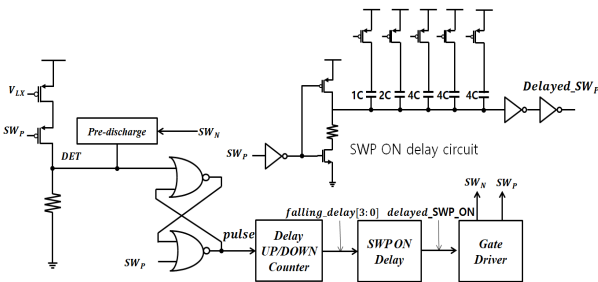 1C 2C 4C 4C 4C
Delayed_SW_P
V_LX
SW_P
Pre-discharge
SW_N
DET
SW_P
SWP ON delay circuit
SW_N SW_P
pulse
falling_delay[3:0] delayed_SWP_ON
Delay
UP/DOWN
Counter
SWP ON
Delay
Gate
Driver
SW_P